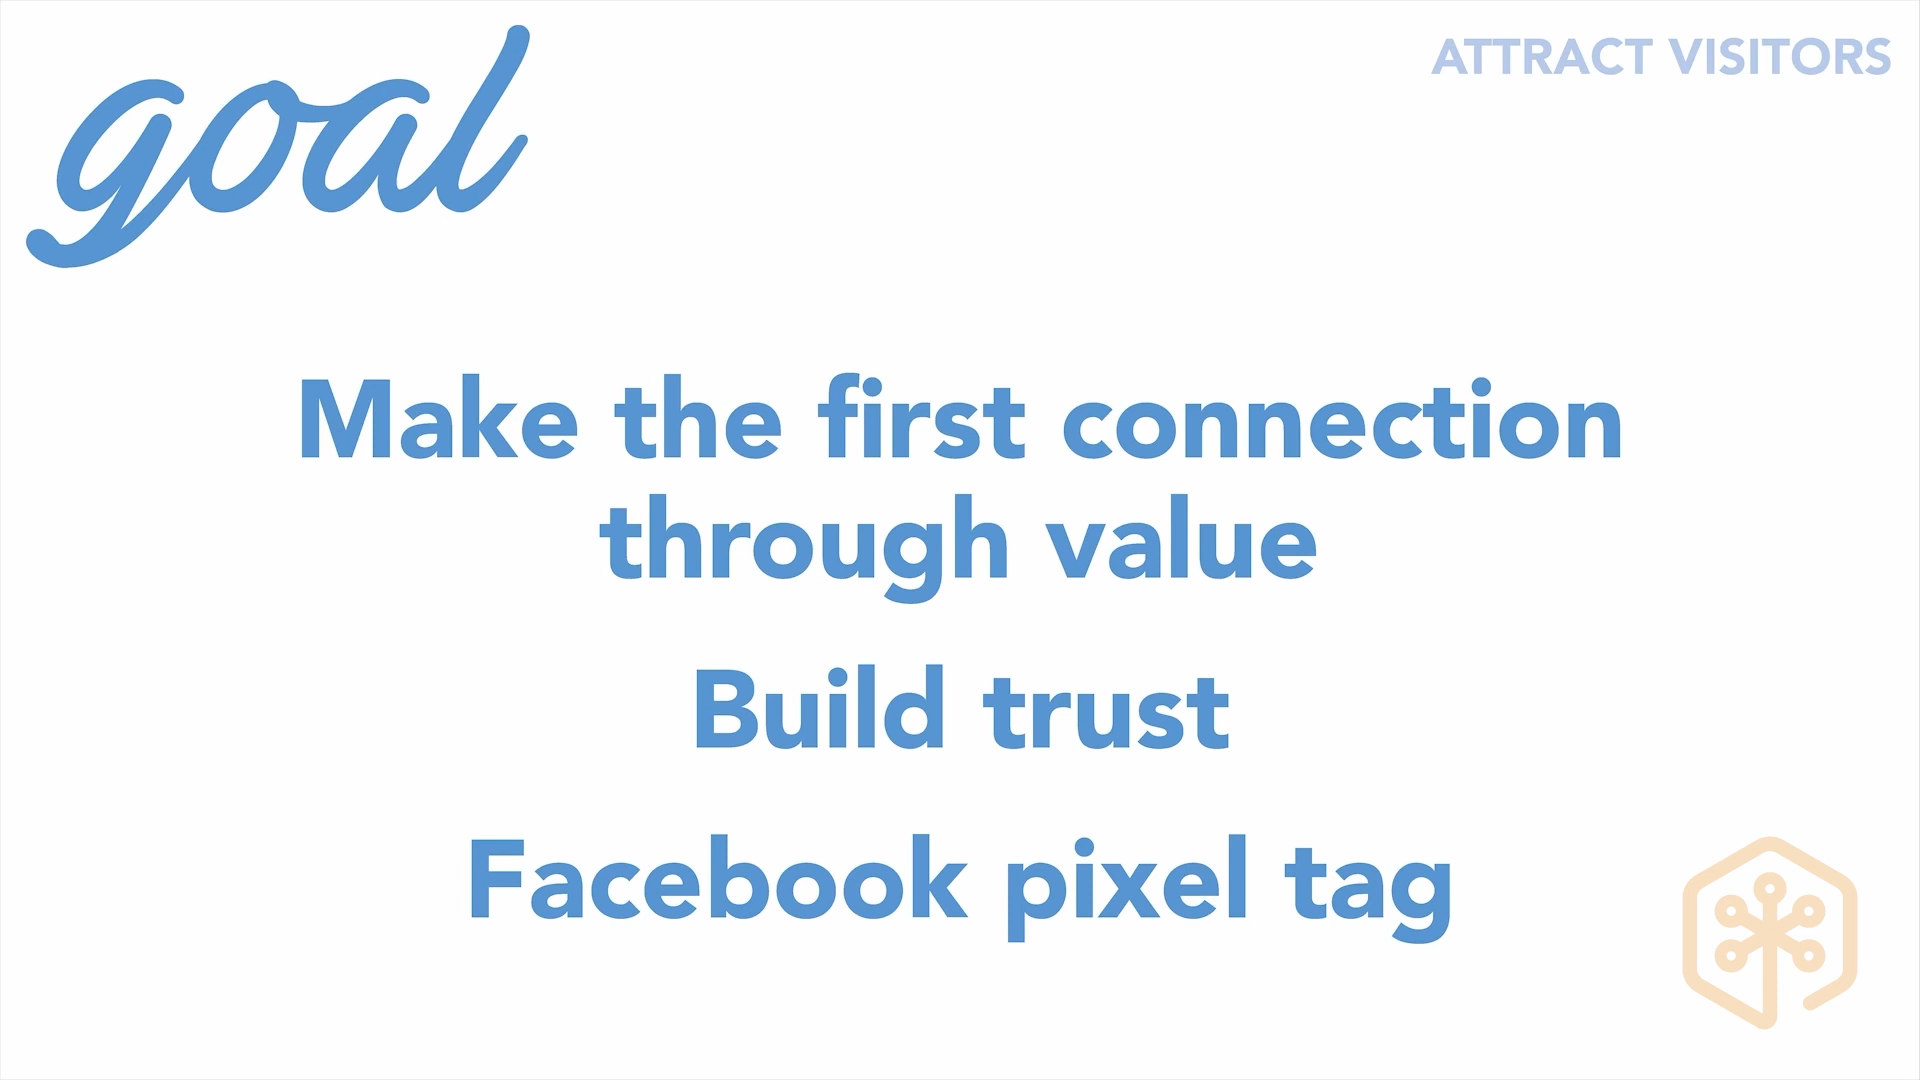 goal
ATTRACT VISITORS
Make the first connection
through value
Build trust
Facebook pixel tag